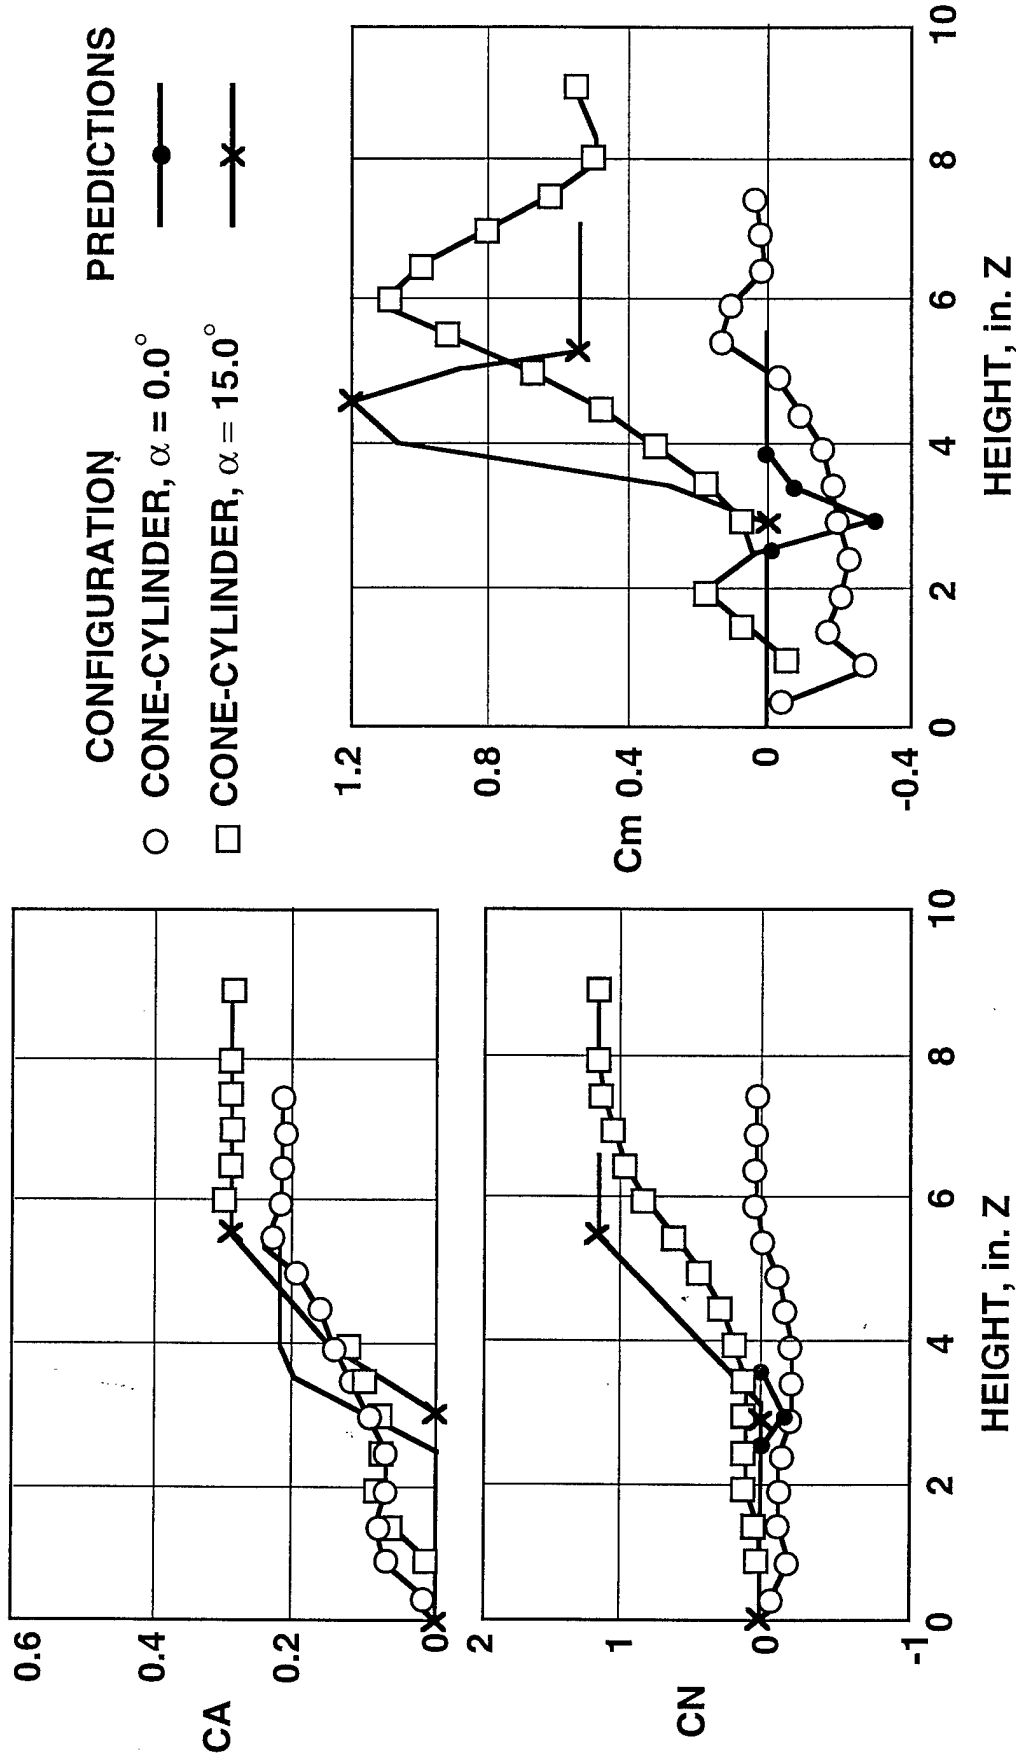 CONFIGURATION PREDICTIONS
CONE-CYLINDER, α = 0.0°
CONE-CYLINDER, α = 15.0°
CA
0.6
0.4
0.2
0
CN
2
1
0
-1
0 2 4 6 8 10
HEIGHT, in. Z
Cm
1.2
0.8
0.4
0
-0.4
0 2 4 6 8 10
HEIGHT, in. Z